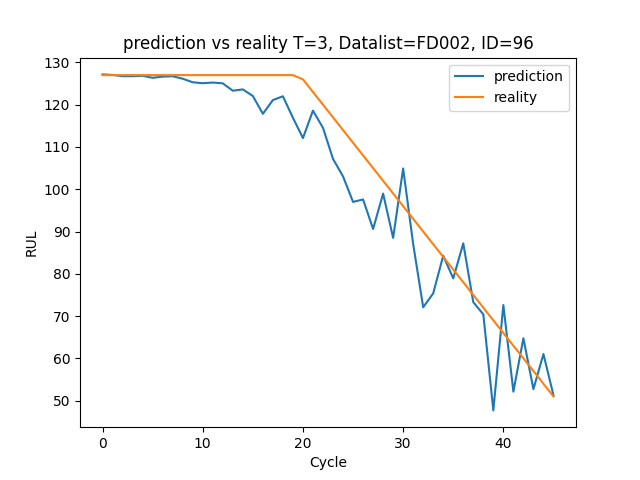 prediction vs reality T=3, Datalist=FD002, ID=96
130
120
110
100
90
80
70
60
50
RUL
0 10 20 30 40
Cycle
prediction
reality